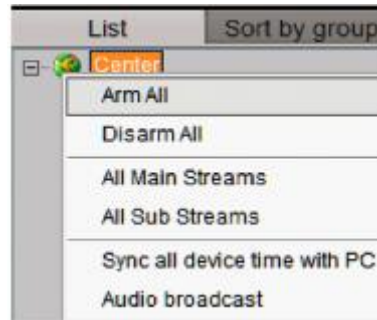 List Sort by group
Center
Arm All
Disarm All
All Main Streams
All Sub Streams
Sync all device time with PC
Audio broadcast